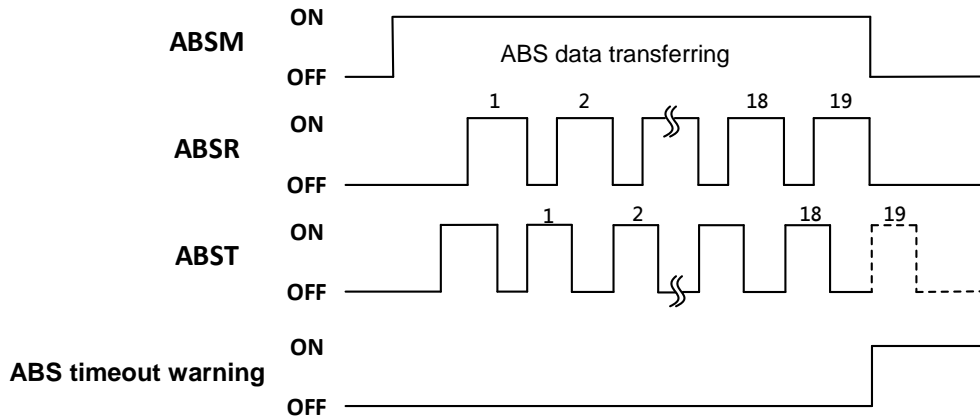 ON
ABSM
OFF
ABS data transferring
1 2 18 19
ON
ABSR
OFF
1 2 18 19
ON
ABST
OFF
ON
ABS timeout warning
OFF